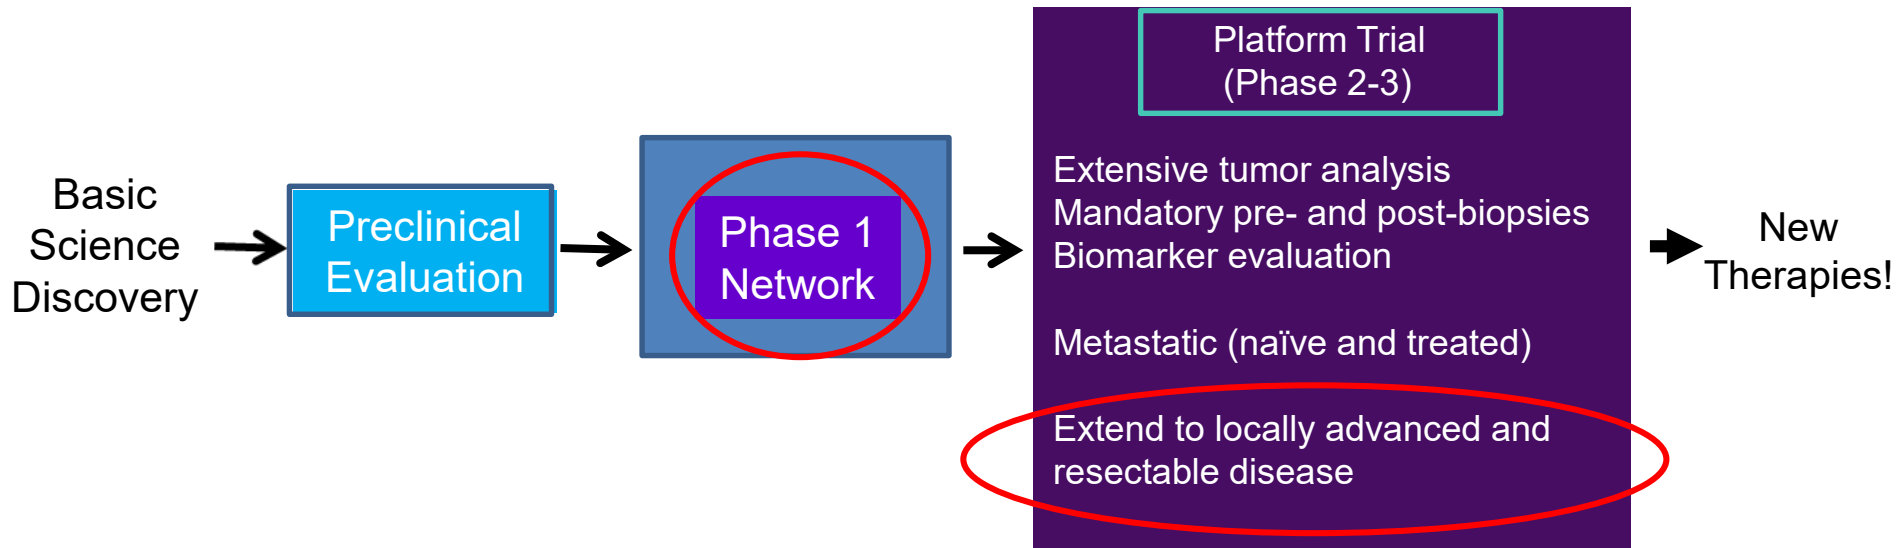 Basic
Science
Discovery
Preclinical
Evaluation
Phase 1
Network
Platform Trial
(Phase 2-3)
Extensive tumor analysis
Mandatory pre- and post-biopsies
Biomarker evaluation
Metastatic (naïve and treated)
Extend to locally advanced and
resectable disease
New
Therapies!